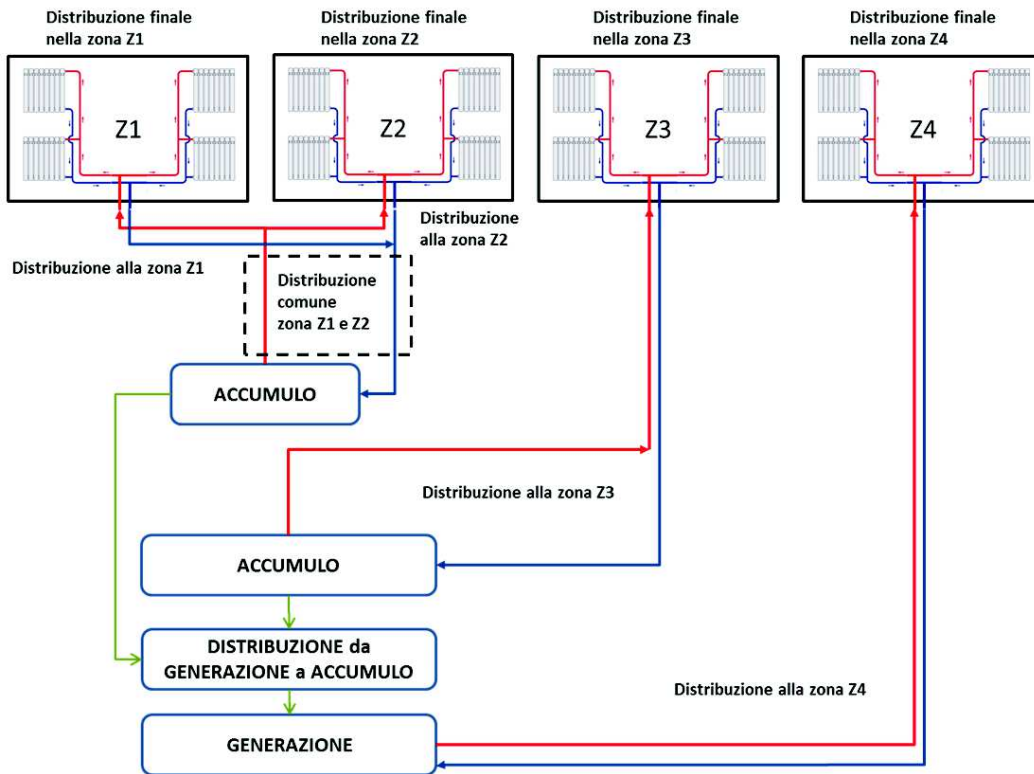 Distribuzione finale
nella zona Z1
Distribuzione finale
nella zona Z2
Distribuzione finale
nella zona Z3
Distribuzione finale
nella zona Z4
Z1
Z2
Z3
Z4
Distribuzione
alla zona Z2
Distribuzione alla zona Z1
Distribuzione
comune
zona Z1 e Z2
ACCUMULO
Distribuzione alla zona Z3
ACCUMULO
DISTRIBUZIONE da
GENERAZIONE a ACCUMULO
Distribuzione alla zona Z4
GENERAZIONE